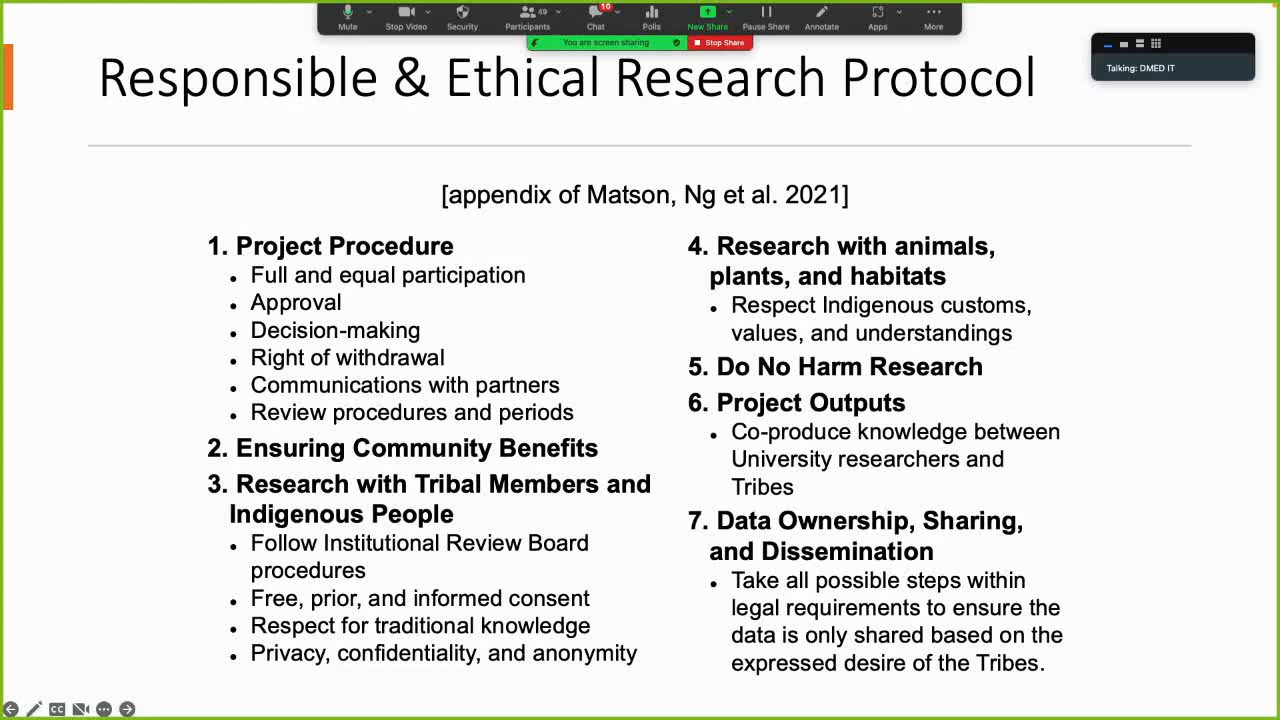 Mute
Stop Video
Security
49
Participants
10
Chat
Polls
New Share
Pause Share
Annotate
Apps
More
You are screen sharing
Stop Share
Talking: DMED IT
Responsible & Ethical Research Protocol
[appendix of Matson, Ng et al. 2021]
1. Project Procedure
• Full and equal participation
• Approval
• Decision-making
• Right of withdrawal
• Communications with partners
• Review procedures and periods
2. Ensuring Community Benefits
3. Research with Tribal Members and
Indigenous People
• Follow Institutional Review Board
procedures
• Free, prior, and informed consent
• Respect for traditional knowledge
• Privacy, confidentiality, and anonymity
4. Research with animals,
plants, and habitats
• Respect Indigenous customs,
values, and understandings
5. Do No Harm Research
6. Project Outputs
• Co-produce knowledge between
University researchers and
Tribes
7. Data Ownership, Sharing,
and Dissemination
• Take all possible steps within
legal requirements to ensure the
data is only shared based on the
expressed desire of the Tribes.
CC